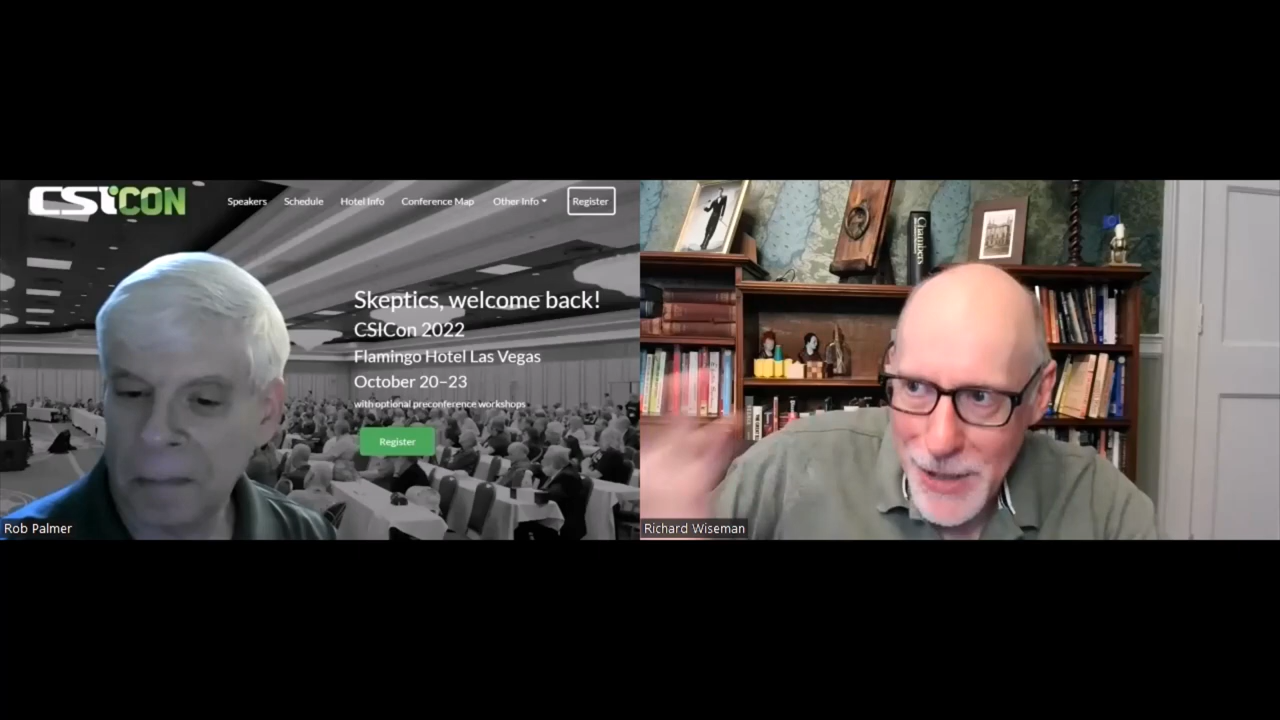 CSICON
Speakers Schedule Hotel Info Conference Map Other Info Register
Skeptics, welcome back!
CSICon 2022
Flamingo Hotel Las Vegas
October 20–23
with optional preconference workshops
Register
Rob Palmer
Chambers
Richard Wiseman